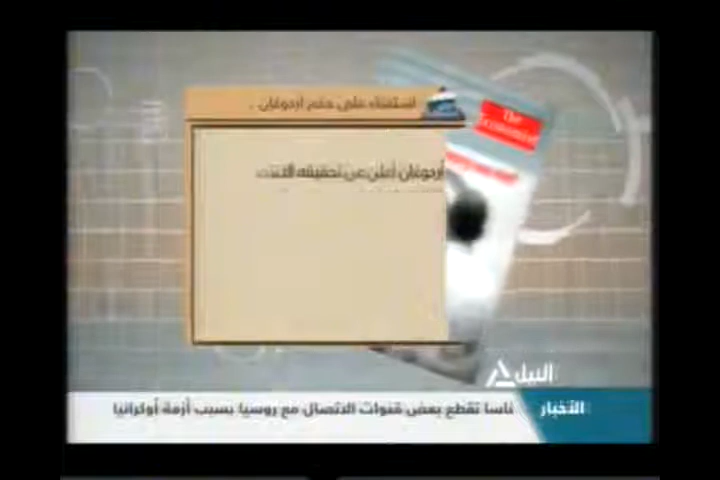 استفتاء على حكم أردوغان ..
The
Economist
أردوغان أعلن عن تحقيقه
النيل
الأخبار
ناسا تقطع بعض قنوات الاتصال مع روسيا بسبب أزمة أوكرانيا